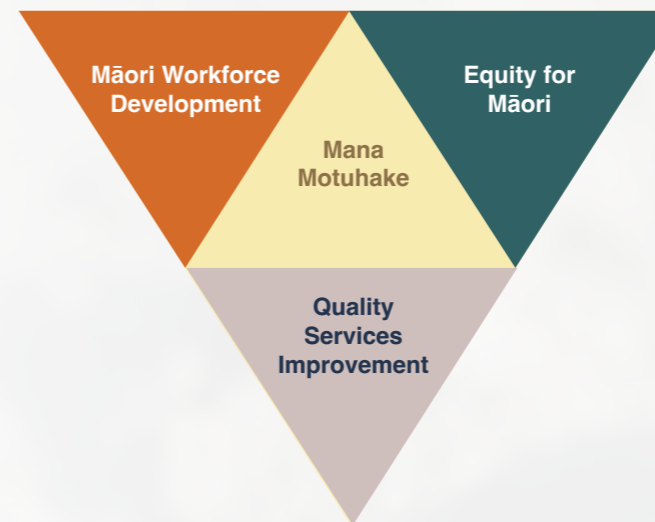 Māori Workforce
Development
Equity for
Māori
Mana
Motuhake
Quality
Services
Improvement